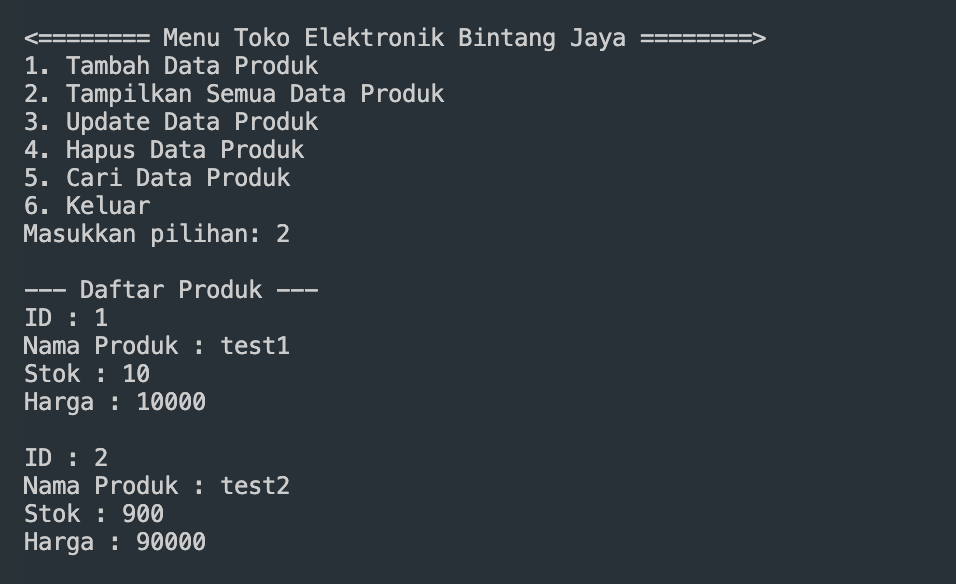 <======== Menu Toko Elektronik Bintang Jaya ========>
1. Tambah Data Produk
2. Tampilkan Semua Data Produk
3. Update Data Produk
4. Hapus Data Produk
5. Cari Data Produk
6. Keluar
Masukkan pilihan: 2
--- Daftar Produk ---
ID : 1
Nama Produk : test1
Stok : 10
Harga : 10000
ID : 2
Nama Produk : test2
Stok : 900
Harga : 90000